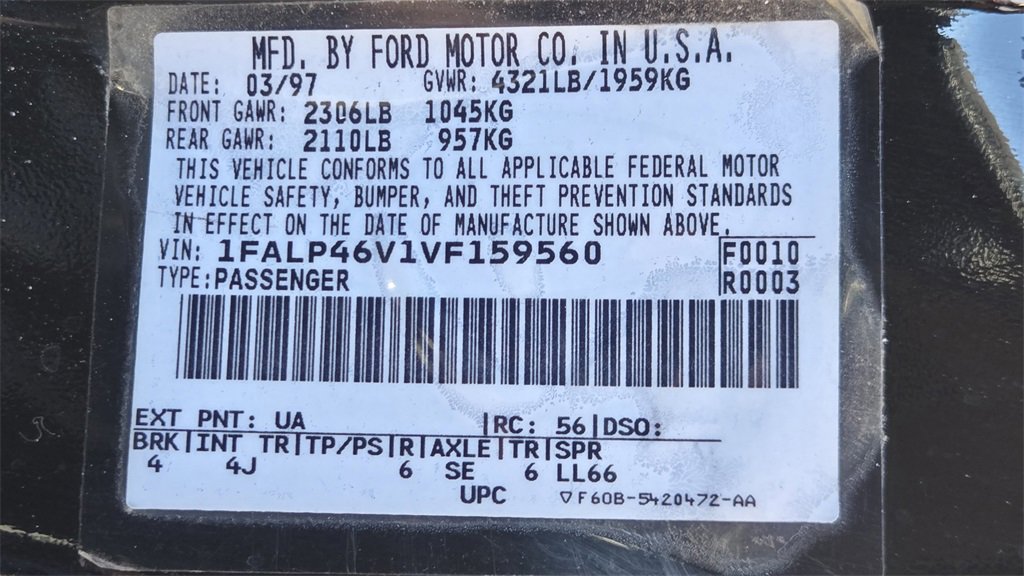 MFD. BY FORD MOTOR CO. IN U.S.A.
DATE: 03/97 GVWR: 4321LB/1959KG
FRONT GAWR: 2306LB 1045KG
REAR GAWR: 2110LB 957KG
THIS VEHICLE CONFORMS TO ALL APPLICABLE FEDERAL MOTOR
VEHICLE SAFETY, BUMPER, AND THEFT PREVENTION STANDARDS
IN EFFECT ON THE DATE OF MANUFACTURE SHOWN ABOVE.
VIN: 1FALP46V1VF159560 F0010
TYPE:PASSENGER R0003
EXT PNT: UA |RC: 56|DSO:
BRK|INT TR|TP/PS|R|AXLE|TR|SPR
4 4J 6 SE 6 LL66
UPC ▽F60B-5420472-AA